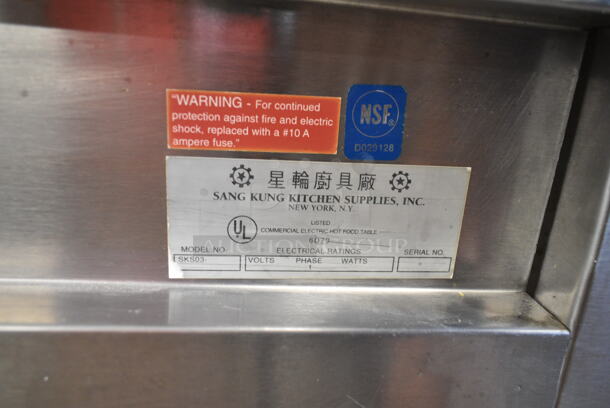 "WARNING - For continued
protection against fire and electric
shock, replaced with a #10 A
ampere fuse."
NSF®
D029128
星輪廚具廠
SANG KUNG KITCHEN SUPPLIES, INC.
NEW YORK, N.Y.
UL
LISTED
COMMERCIAL ELECTRIC HOT FOOD TABLE
6D79
MODEL NO. ELECTRICAL RATINGS SERIAL NO.
SKS03 VOLTS PHASE WATTS
1